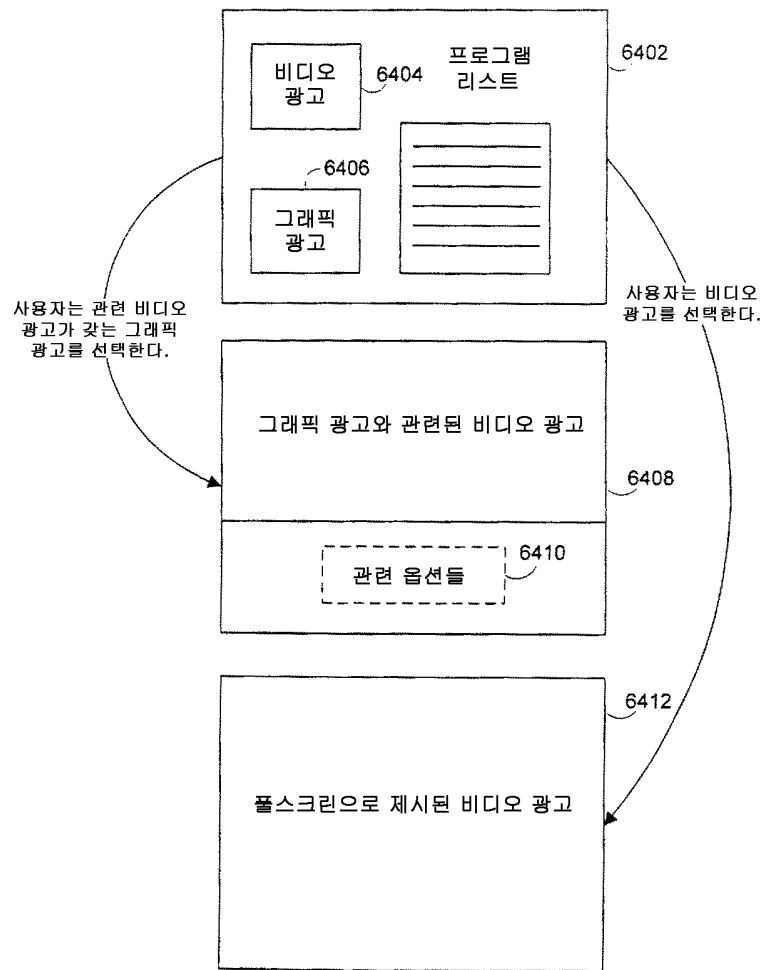 비디오
광고
6404
프로그램
리스트
6402
6406
그래픽
광고
사용자는 관련 비디오
광고가 갖는 그래픽
광고를 선택한다.
사용자는 비디오
광고를 선택한다.
그래픽 광고와 관련된 비디오 광고
6408
관련 옵션들
6410
6412
풀스크린으로 제시된 비디오 광고